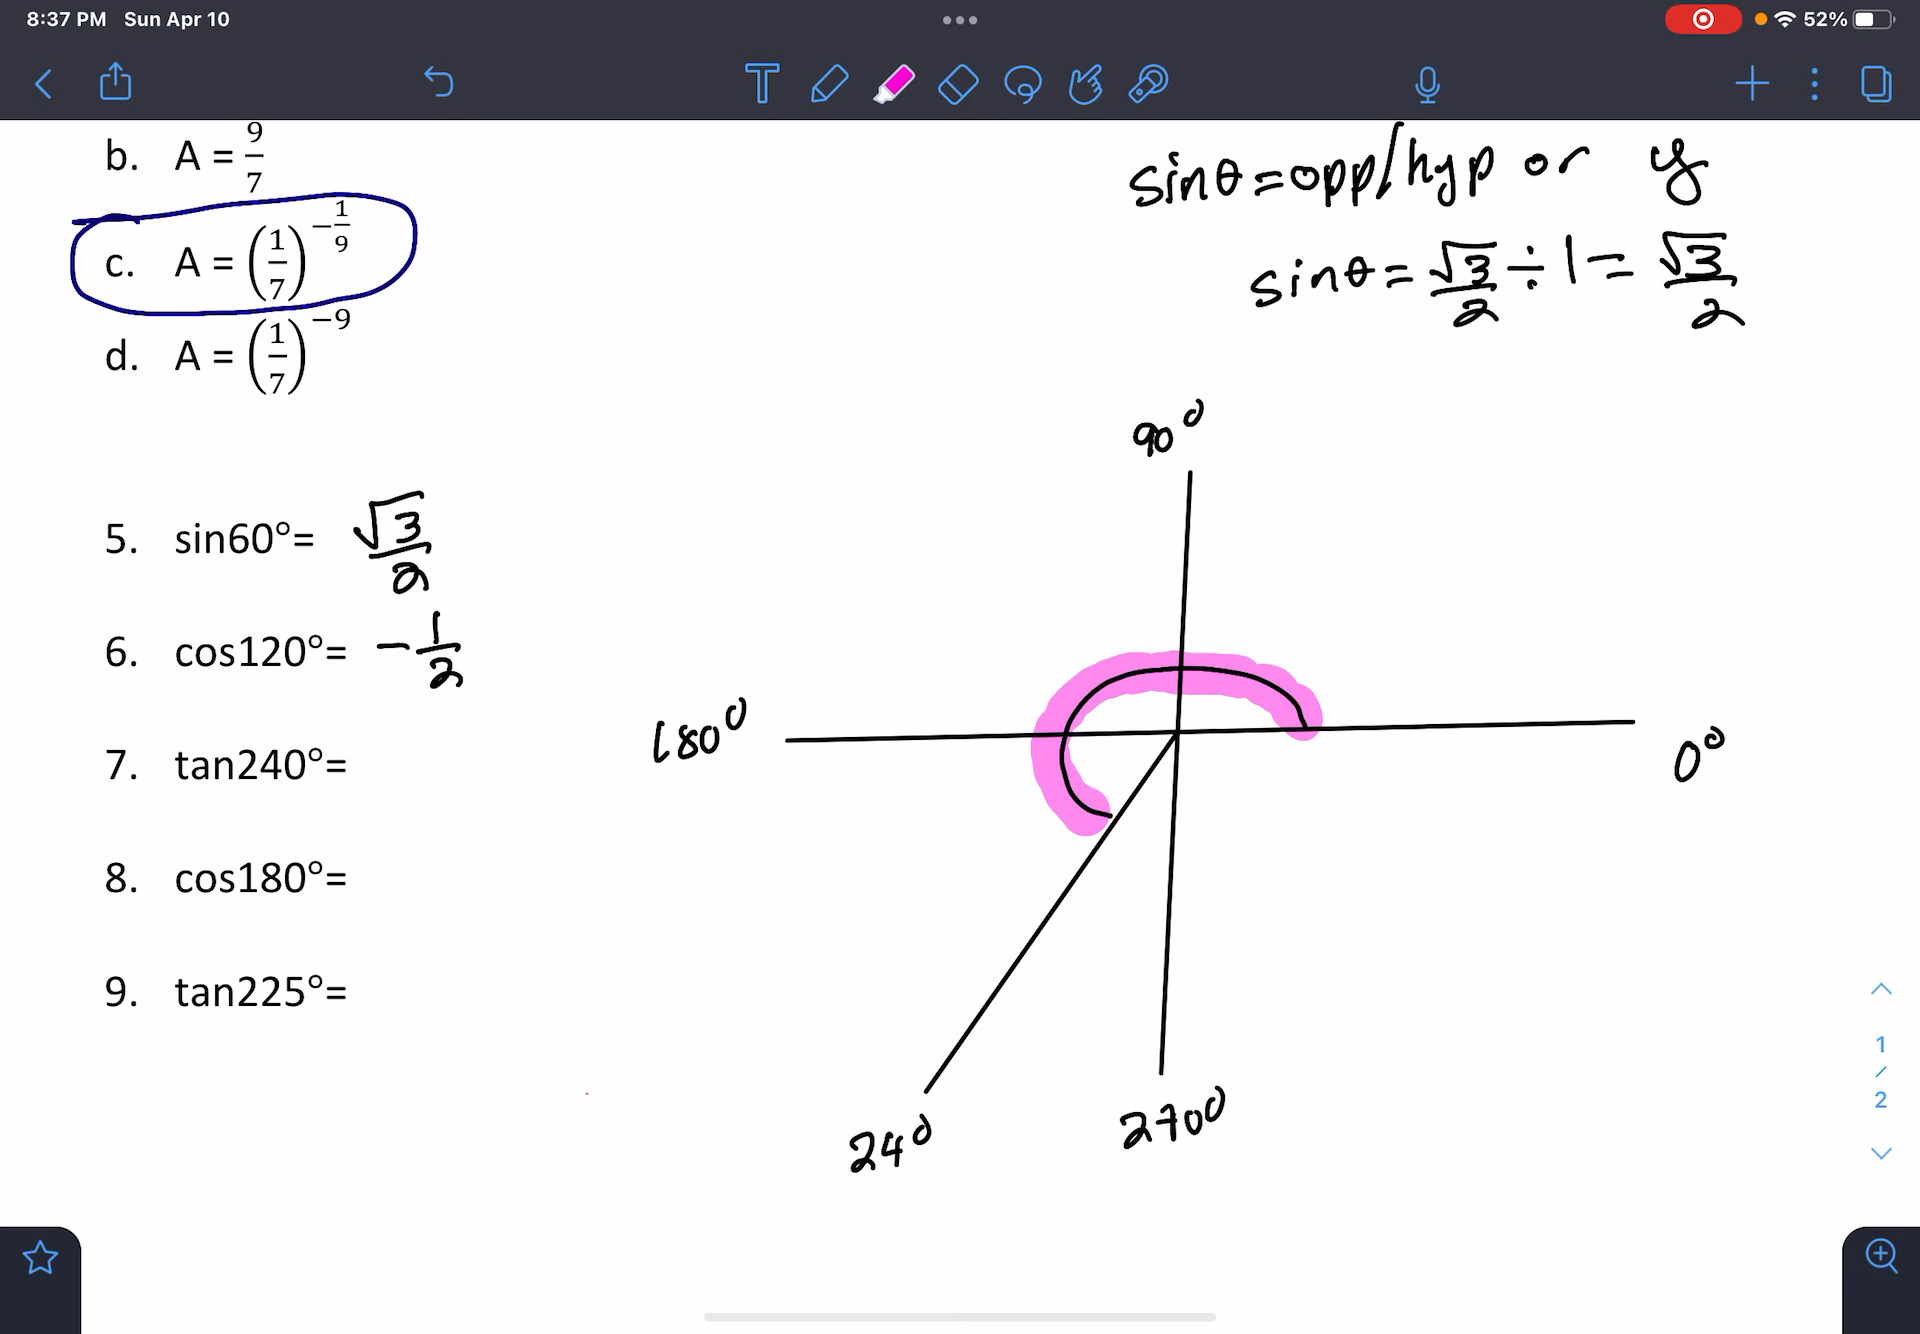 8:37 PM Sun Apr 10
52%
b. A = 9/7
c. A = (1/7)^(-1/9)
d. A = (1/7)^(-9)
sinθ=opp/hyp or y
sinθ= √3/2 ÷ 1 = √3/2
5. sin60°= √3/2
6. cos120°= -1/2
7. tan240°=
8. cos180°=
9. tan225°=
90°
180°
0°
24°
270°
1
/
2